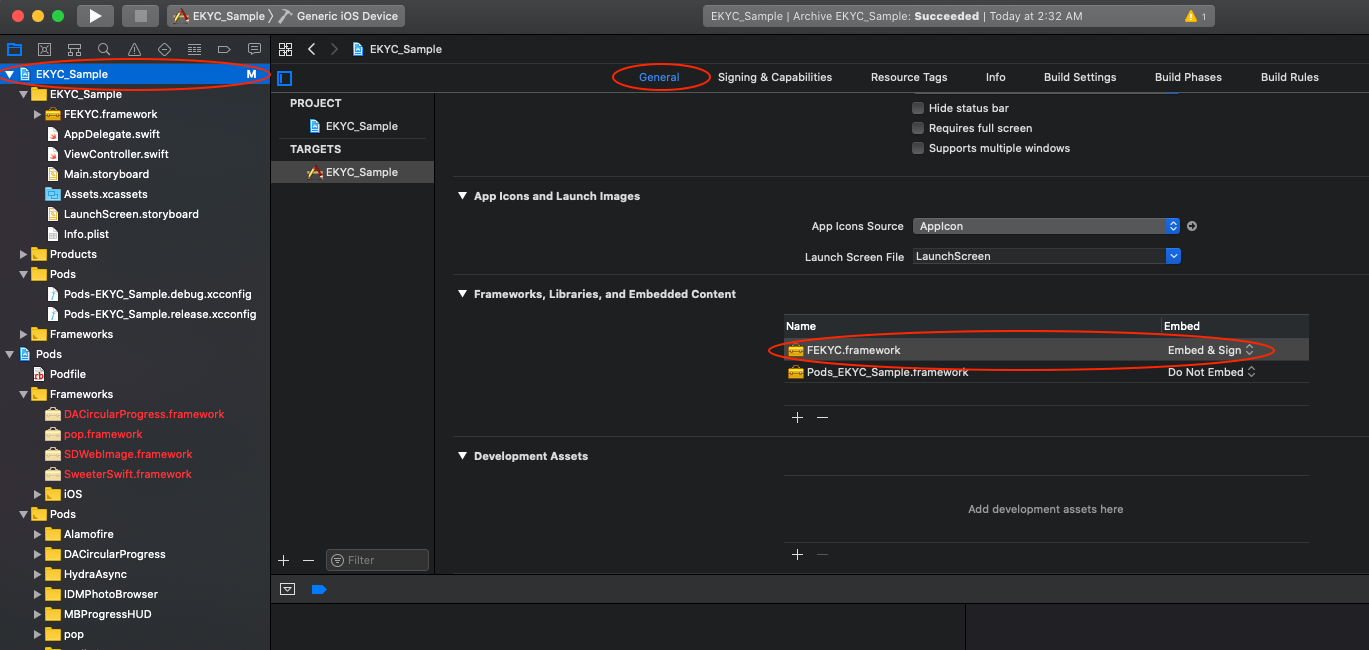 EKYC_Sample
Generic iOS Device
EKYC_Sample | Archive EKYC_Sample: Succeeded | Today at 2:32 AM
1
EKYC_Sample
M
EKYC_Sample
FEKYC.framework
AppDelegate.swift
ViewController.swift
Main.storyboard
Assets.xcassets
LaunchScreen.storyboard
Info.plist
Products
Pods
Pods-EKYC_Sample.debug.xcconfig
Pods-EKYC_Sample.release.xcconfig
Frameworks
Pods
Podfile
Frameworks
DACircularProgress.framework
pop.framework
SDWebImage.framework
SweeterSwift.framework
iOS
Pods
Alamofire
DACircularProgress
HydraAsync
IDMPhotoBrowser
MBProgressHUD
pop
EKYC_Sample
General
Signing & Capabilities
Resource Tags
Info
Build Settings
Build Phases
Build Rules
PROJECT
EKYC_Sample
TARGETS
EKYC_Sample
Filter
Hide status bar
Requires full screen
Supports multiple windows
App Icons and Launch Images
App Icons Source AppIcon
Launch Screen File LaunchScreen
Frameworks, Libraries, and Embedded Content
Name Embed
FEKYC.framework Embed & Sign
Pods_EKYC_Sample.framework Do Not Embed
Development Assets
Add development assets here